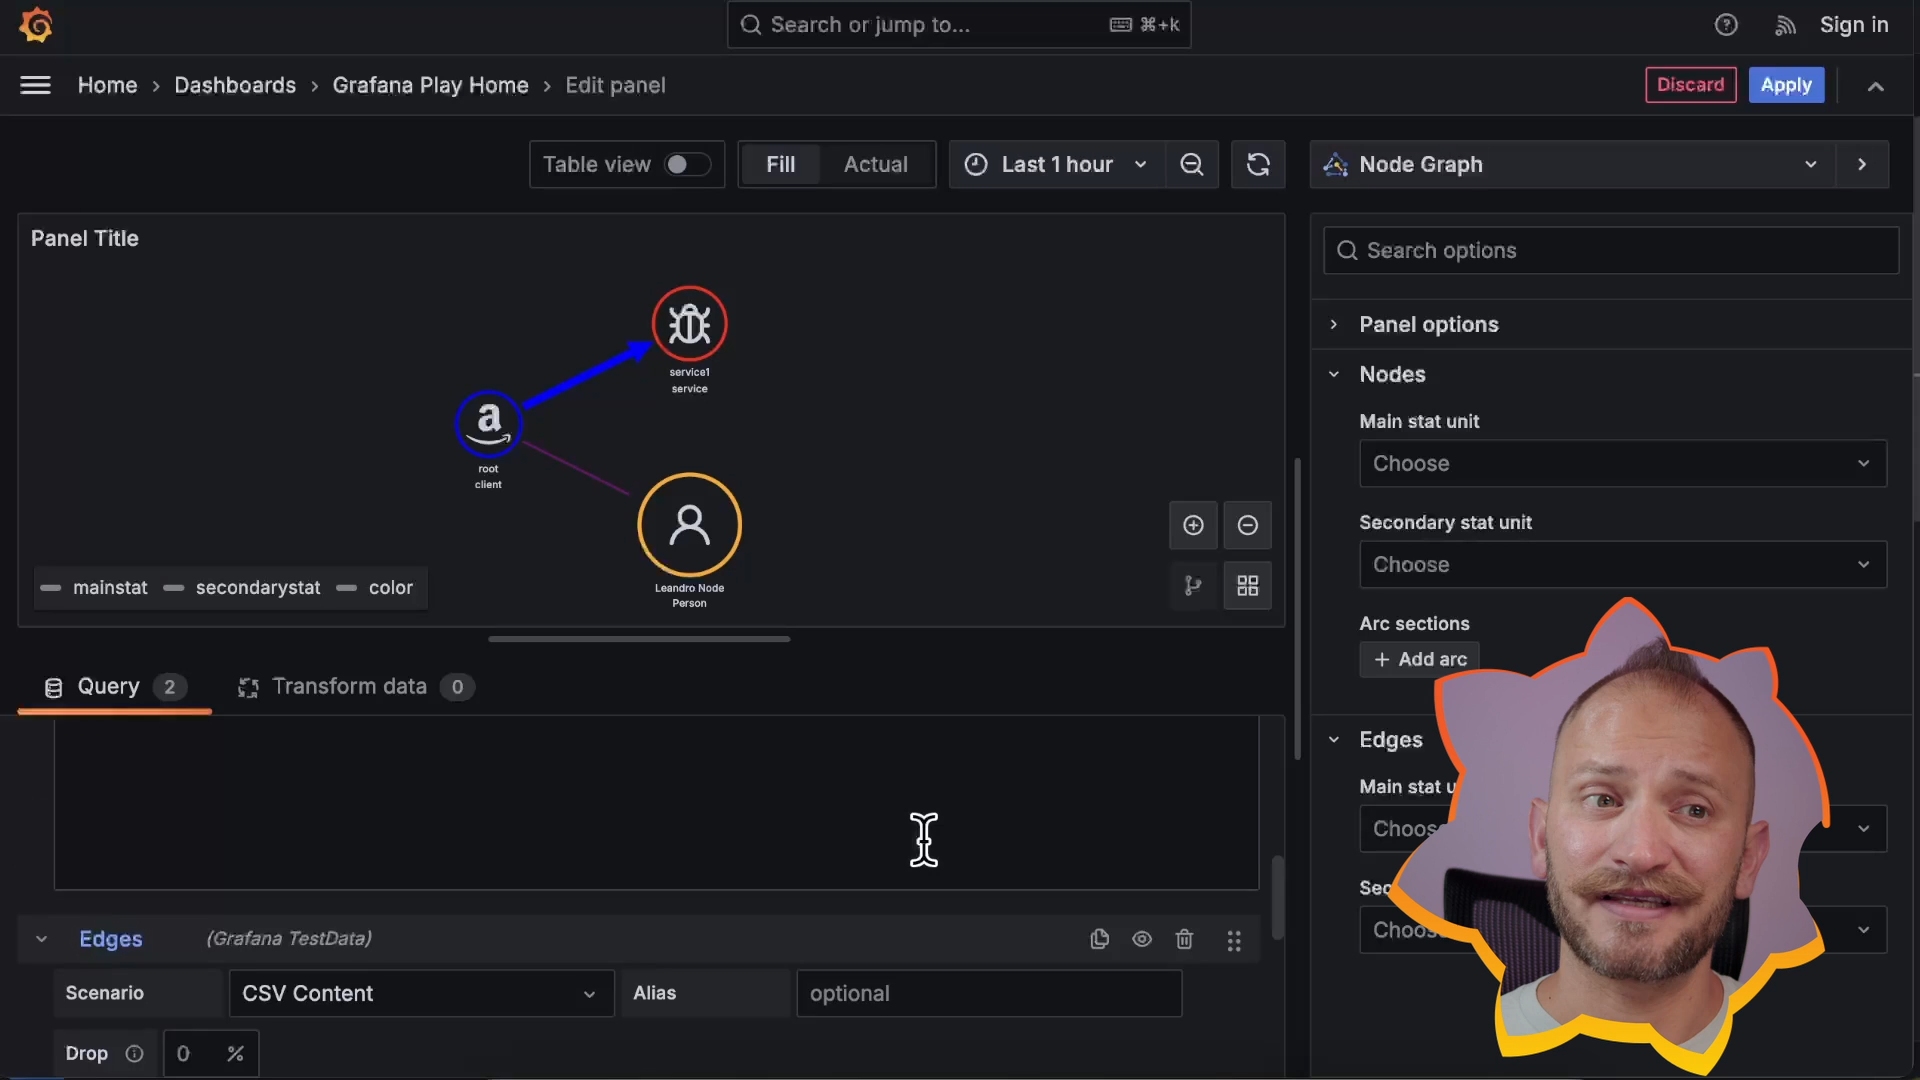 Search or jump to...
⌘+k
Sign in
Home › Dashboards › Grafana Play Home › Edit panel
Discard
Apply
Table view
Fill
Actual
Last 1 hour
Node Graph
Panel Title
Search options
service1
service
a
root
client
Leandro Node
Person
mainstat
secondarystat
color
Panel options
Nodes
Main stat unit
Choose
Secondary stat unit
Choose
Arc sections
+ Add arc
Edges
Main stat u
Choos
Sec
Choos
Query 2
Transform data 0
Edges
(Grafana TestData)
Scenario
CSV Content
Alias
optional
Drop
0 %